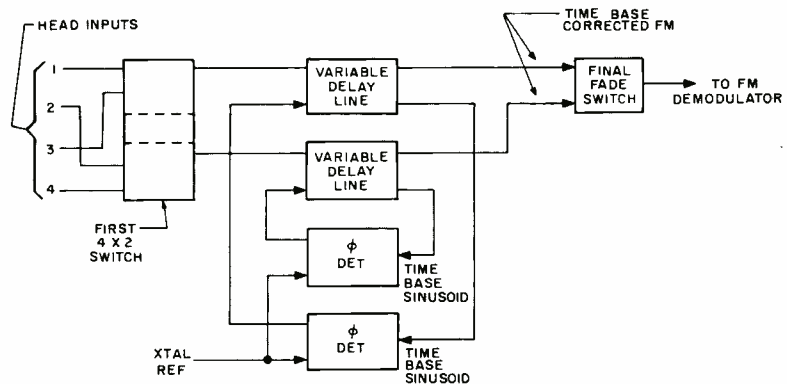 HEAD INPUTS
1
2
3
4
FIRST
4 X 2
SWITCH
VARIABLE
DELAY
LINE
VARIABLE
DELAY
LINE
ϕ
DET
TIME
BASE
SINUSOID
ϕ
DET
TIME
BASE
SINUSOID
XTAL
REF
TIME BASE
CORRECTED FM
FINAL
FADE
SWITCH
TO FM
DEMODULATOR